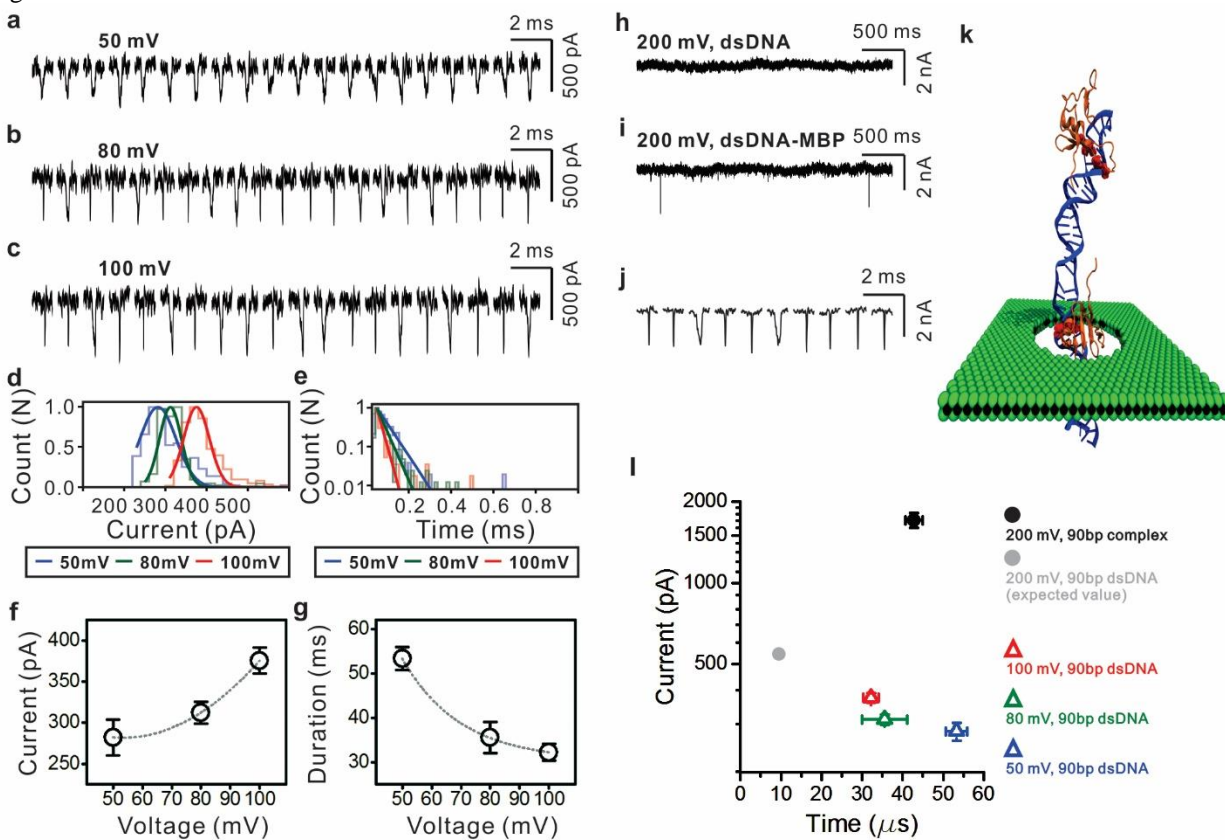 a
50 mV
2 ms
500 pA
b
80 mV
2 ms
500 pA
c
100 mV
2 ms
500 pA
d
Count (N)
1.0
0.5
0.0
200 300 400 500
Current (pA)
50mV 80mV 100mV
e
Count (N)
1
0.1
0.01
0.2 0.4 0.6 0.8
Time (ms)
50mV 80mV 100mV
f
Current (pA)
400
350
300
250
50 60 70 80 90 100
Voltage (mV)
g
Duration (ms)
60
50
40
30
50 60 70 80 90 100
Voltage (mV)
h
500 ms
200 mV, dsDNA
2 nA
i
200 mV, dsDNA-MBP
500 ms
2 nA
j
2 ms
2 nA
k
l
Current (pA)
2000
1500
1000
500
0 10 20 30 40 50 60
Time (μs)
200 mV, 90bp complex
200 mV, 90bp dsDNA
(expected value)
100 mV, 90bp dsDNA
80 mV, 90bp dsDNA
50 mV, 90bp dsDNA